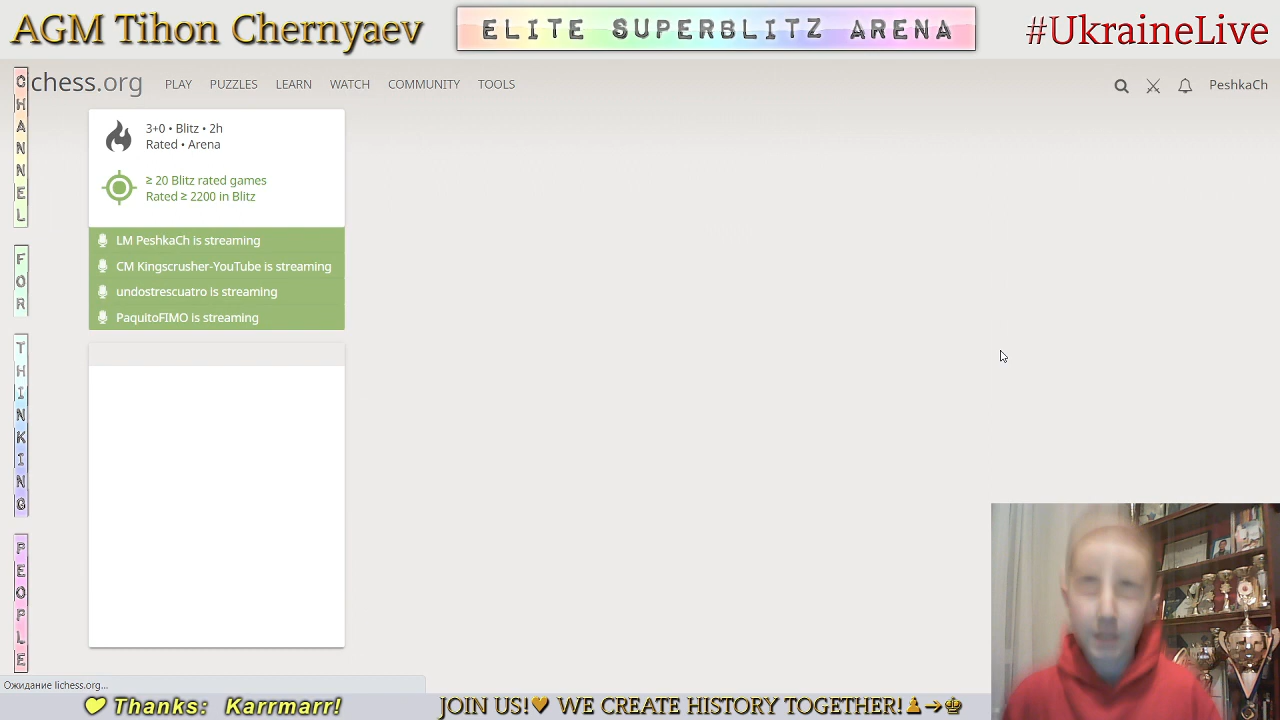 AGM Tihon Chernyaev
ELITE SUPERBLITZ ARENA
#UkraineLive
CHANNEL
FOR
THINKING
PEOPLE
chess.org
PLAY
PUZZLES
LEARN
WATCH
COMMUNITY
TOOLS
PeshkaCh
3+0 • Blitz • 2h
Rated • Arena
≥ 20 Blitz rated games
Rated ≥ 2200 in Blitz
LM PeshkaCh is streaming
CM Kingscrusher-YouTube is streaming
undostrescuatro is streaming
PaquitoFIMO is streaming
Ожидание lichess.org...
💛 Thanks: Karrmarr!
JOIN US!🧡 WE CREATE HISTORY TOGETHER!♟→♚